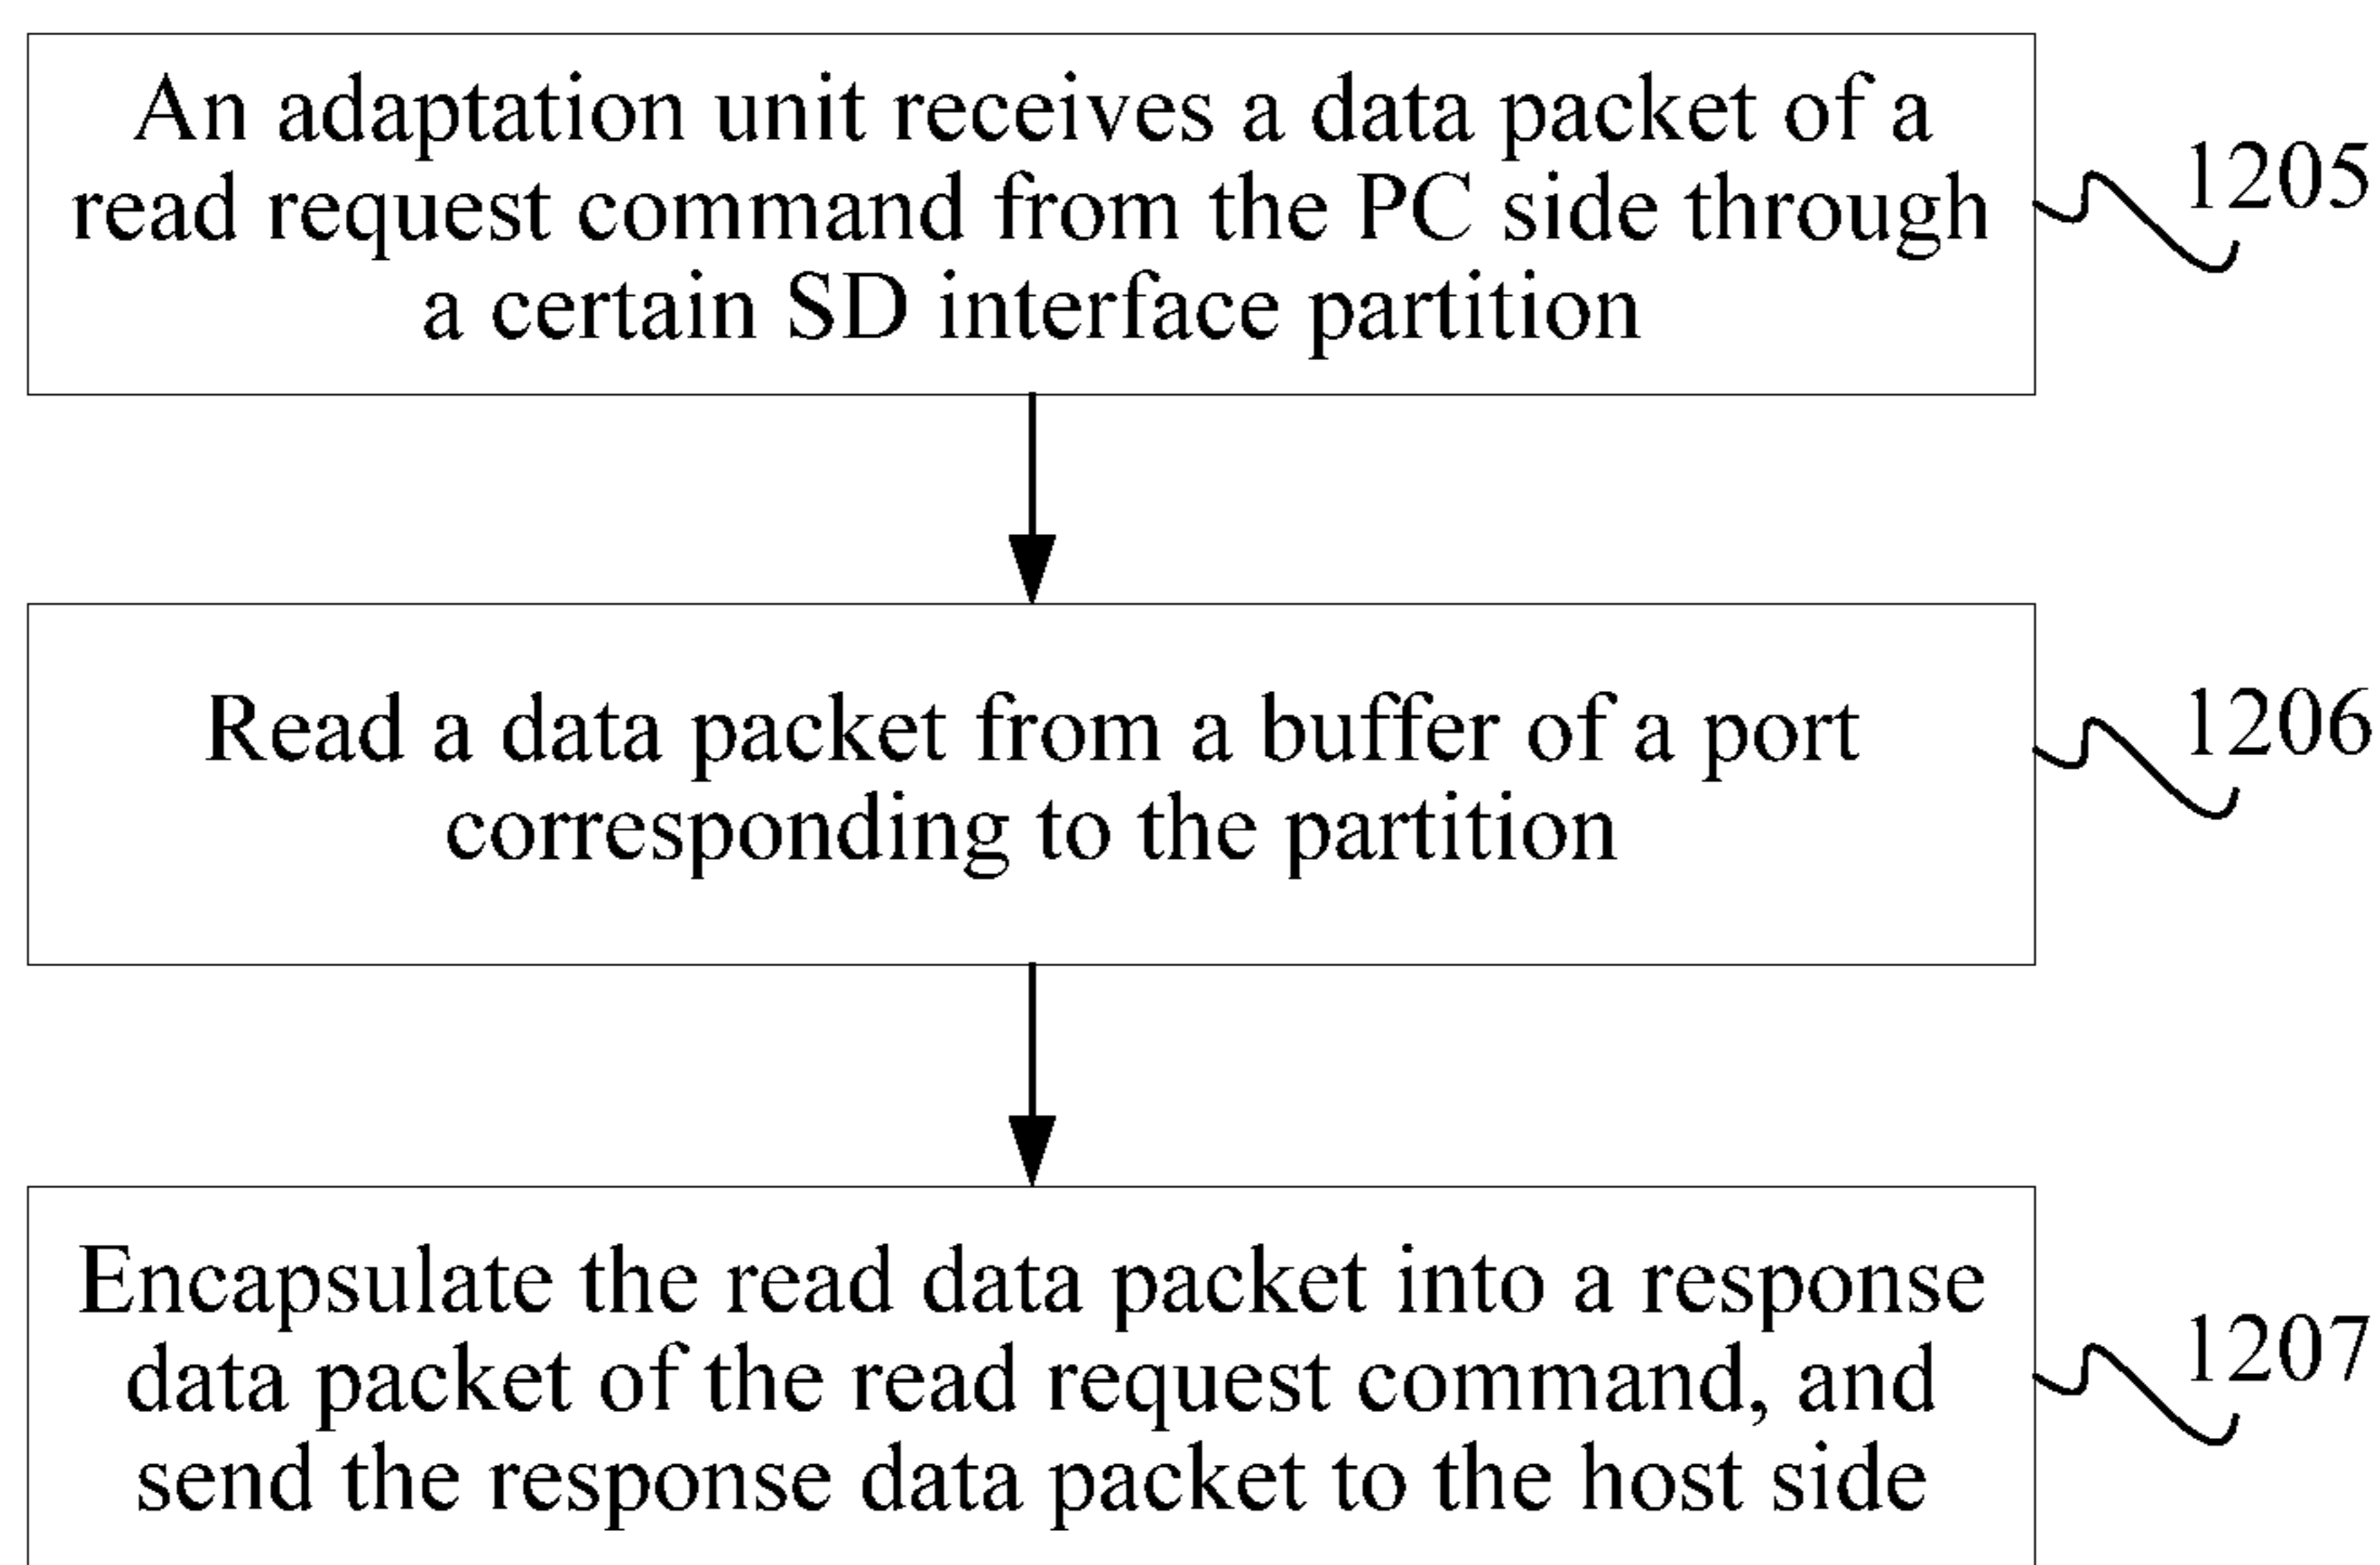 An adaptation unit receives a data packet of a
read request command from the PC side through
a certain SD interface partition
1205
Read a data packet from a buffer of a port
corresponding to the partition
1206
Encapsulate the read data packet into a response
data packet of the read request command, and
send the response data packet to the host side
1207